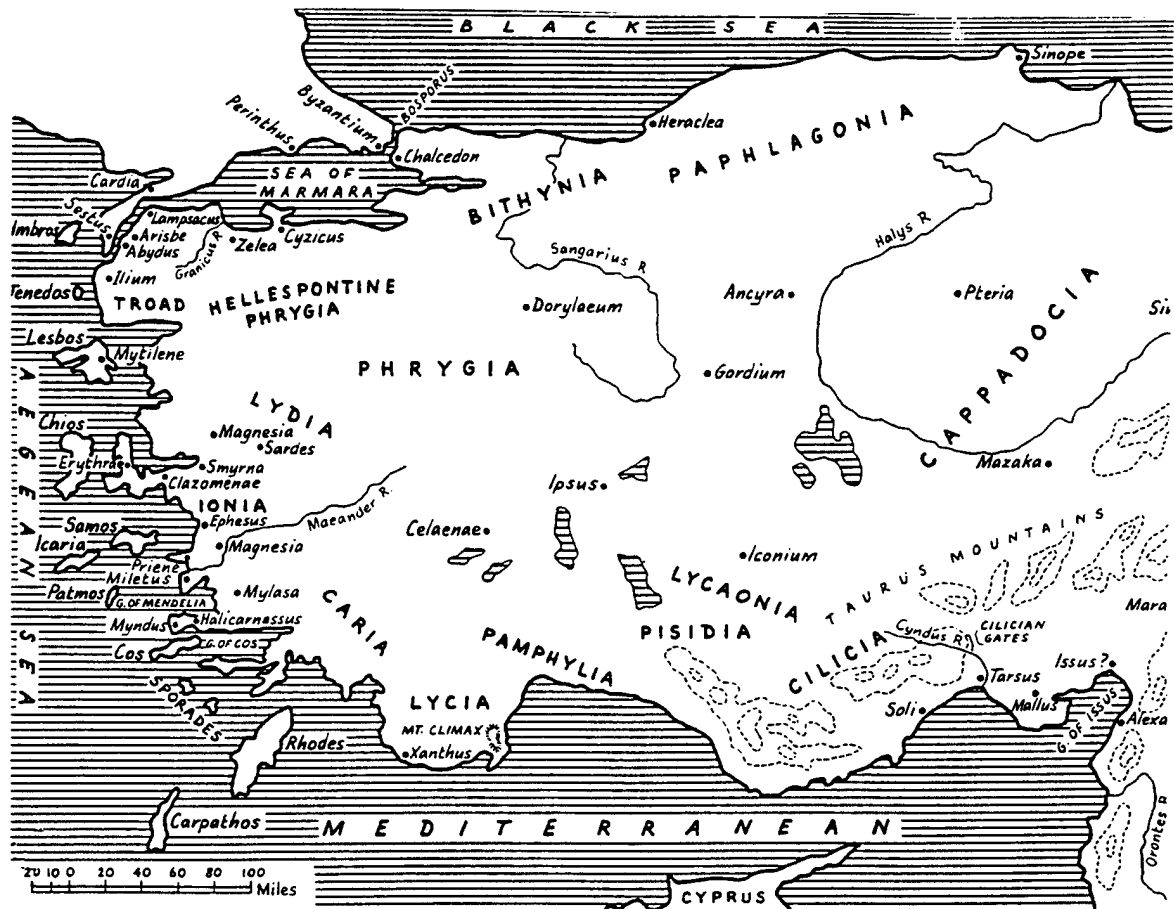 BLACK SEA
Sinope
BOSPORUS
Byzantium
Perinthus
Heraclea
Chalcedon
PAPHLAGONIA
SEA OF
MARMARA
BITHYNIA
Cardia
Sestus
Lampsacus
Imbros
Arisbe
Abydus
Granicus R.
Zelea
Cyzicus
Halys R.
Sangarius R.
Ilium
Tenedos
TROAD
HELLESPONTINE
PHRYGIA
Dorylaeum
Ancyra
Pteria
CAPPADOCIA
Lesbos
Mytilene
PHRYGIA
Gordium
AEGEAN SEA
LYDIA
Chios
Magnesia
Sardes
Erythrae
Smyrna
Clazomenae
Mazaka
Ipsus
IONIA
Maeander R.
Ephesus
Celaenae
Samos
Icaria
Magnesia
Iconium
TAURUS MOUNTAINS
Priene
Miletus
LYCAONIA
Patmos
G. OF MENDELIA
Mylasa
CARIA
Mara
Myndus
Halicarnassus
PISIDIA
PAMPHYLIA
CILICIA
Cyndus R.
CILICIAN
GATES
Cos
G. OF COS
Issus?
SPORADES
Tarsus
Mallus
LYCIA
Soli
G. OF ISSUS
Alexa
MT. CLIMAX
Xanthus
Rhodes
Carpathos
MEDITERRANEAN
Orontes R
CYPRUS
20 10 0 20 40 60 80 100
Miles